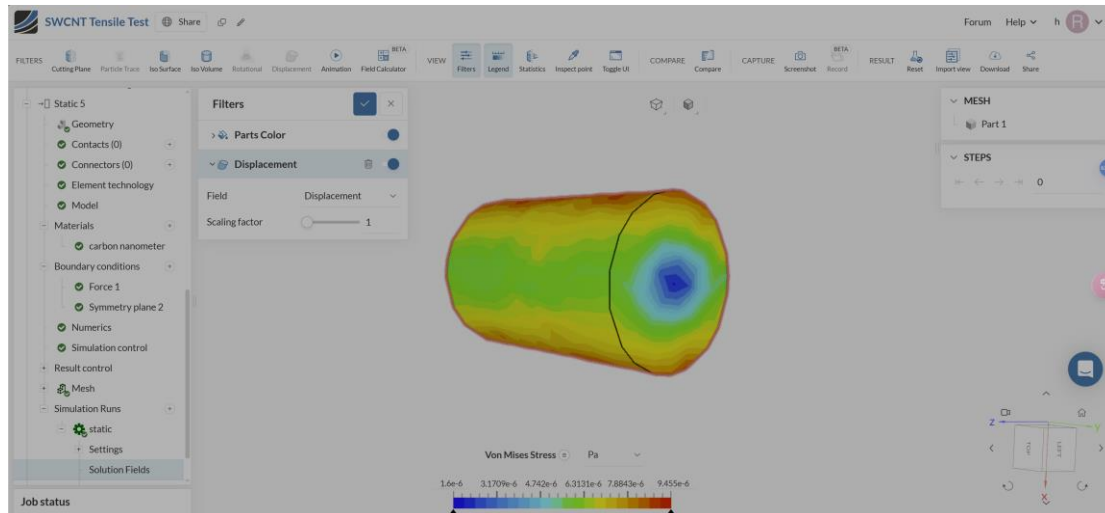 SWCNT Tensile Test Share Forum Help h R
FILTERS Cutting Plane Particle Trace Iso Surface Iso Volume Rotational Displacement Animation BETA Field Calculator VIEW Filters Legend Statistics Inspect point Toggle UI COMPARE Compare CAPTURE Screenshot BETA Record RESULT Reset Import view Download Share
Static 5
Geometry
Contacts (0)
Connectors (0)
Element technology
Model
Materials
carbon nanometer
Boundary conditions
Force 1
Symmetry plane 2
Numerics
Simulation control
Result control
Mesh
Simulation Runs
static
Settings
Solution Fields
Job status
Filters
Parts Color
Displacement
Field Displacement
Scaling factor 1
MESH
Part 1
STEPS
0
Von Mises Stress Pa
1.6e-6 3.1709e-6 4.742e-6 6.3131e-6 7.8843e-6 9.455e-6
Z Y
TOP LEFT
X